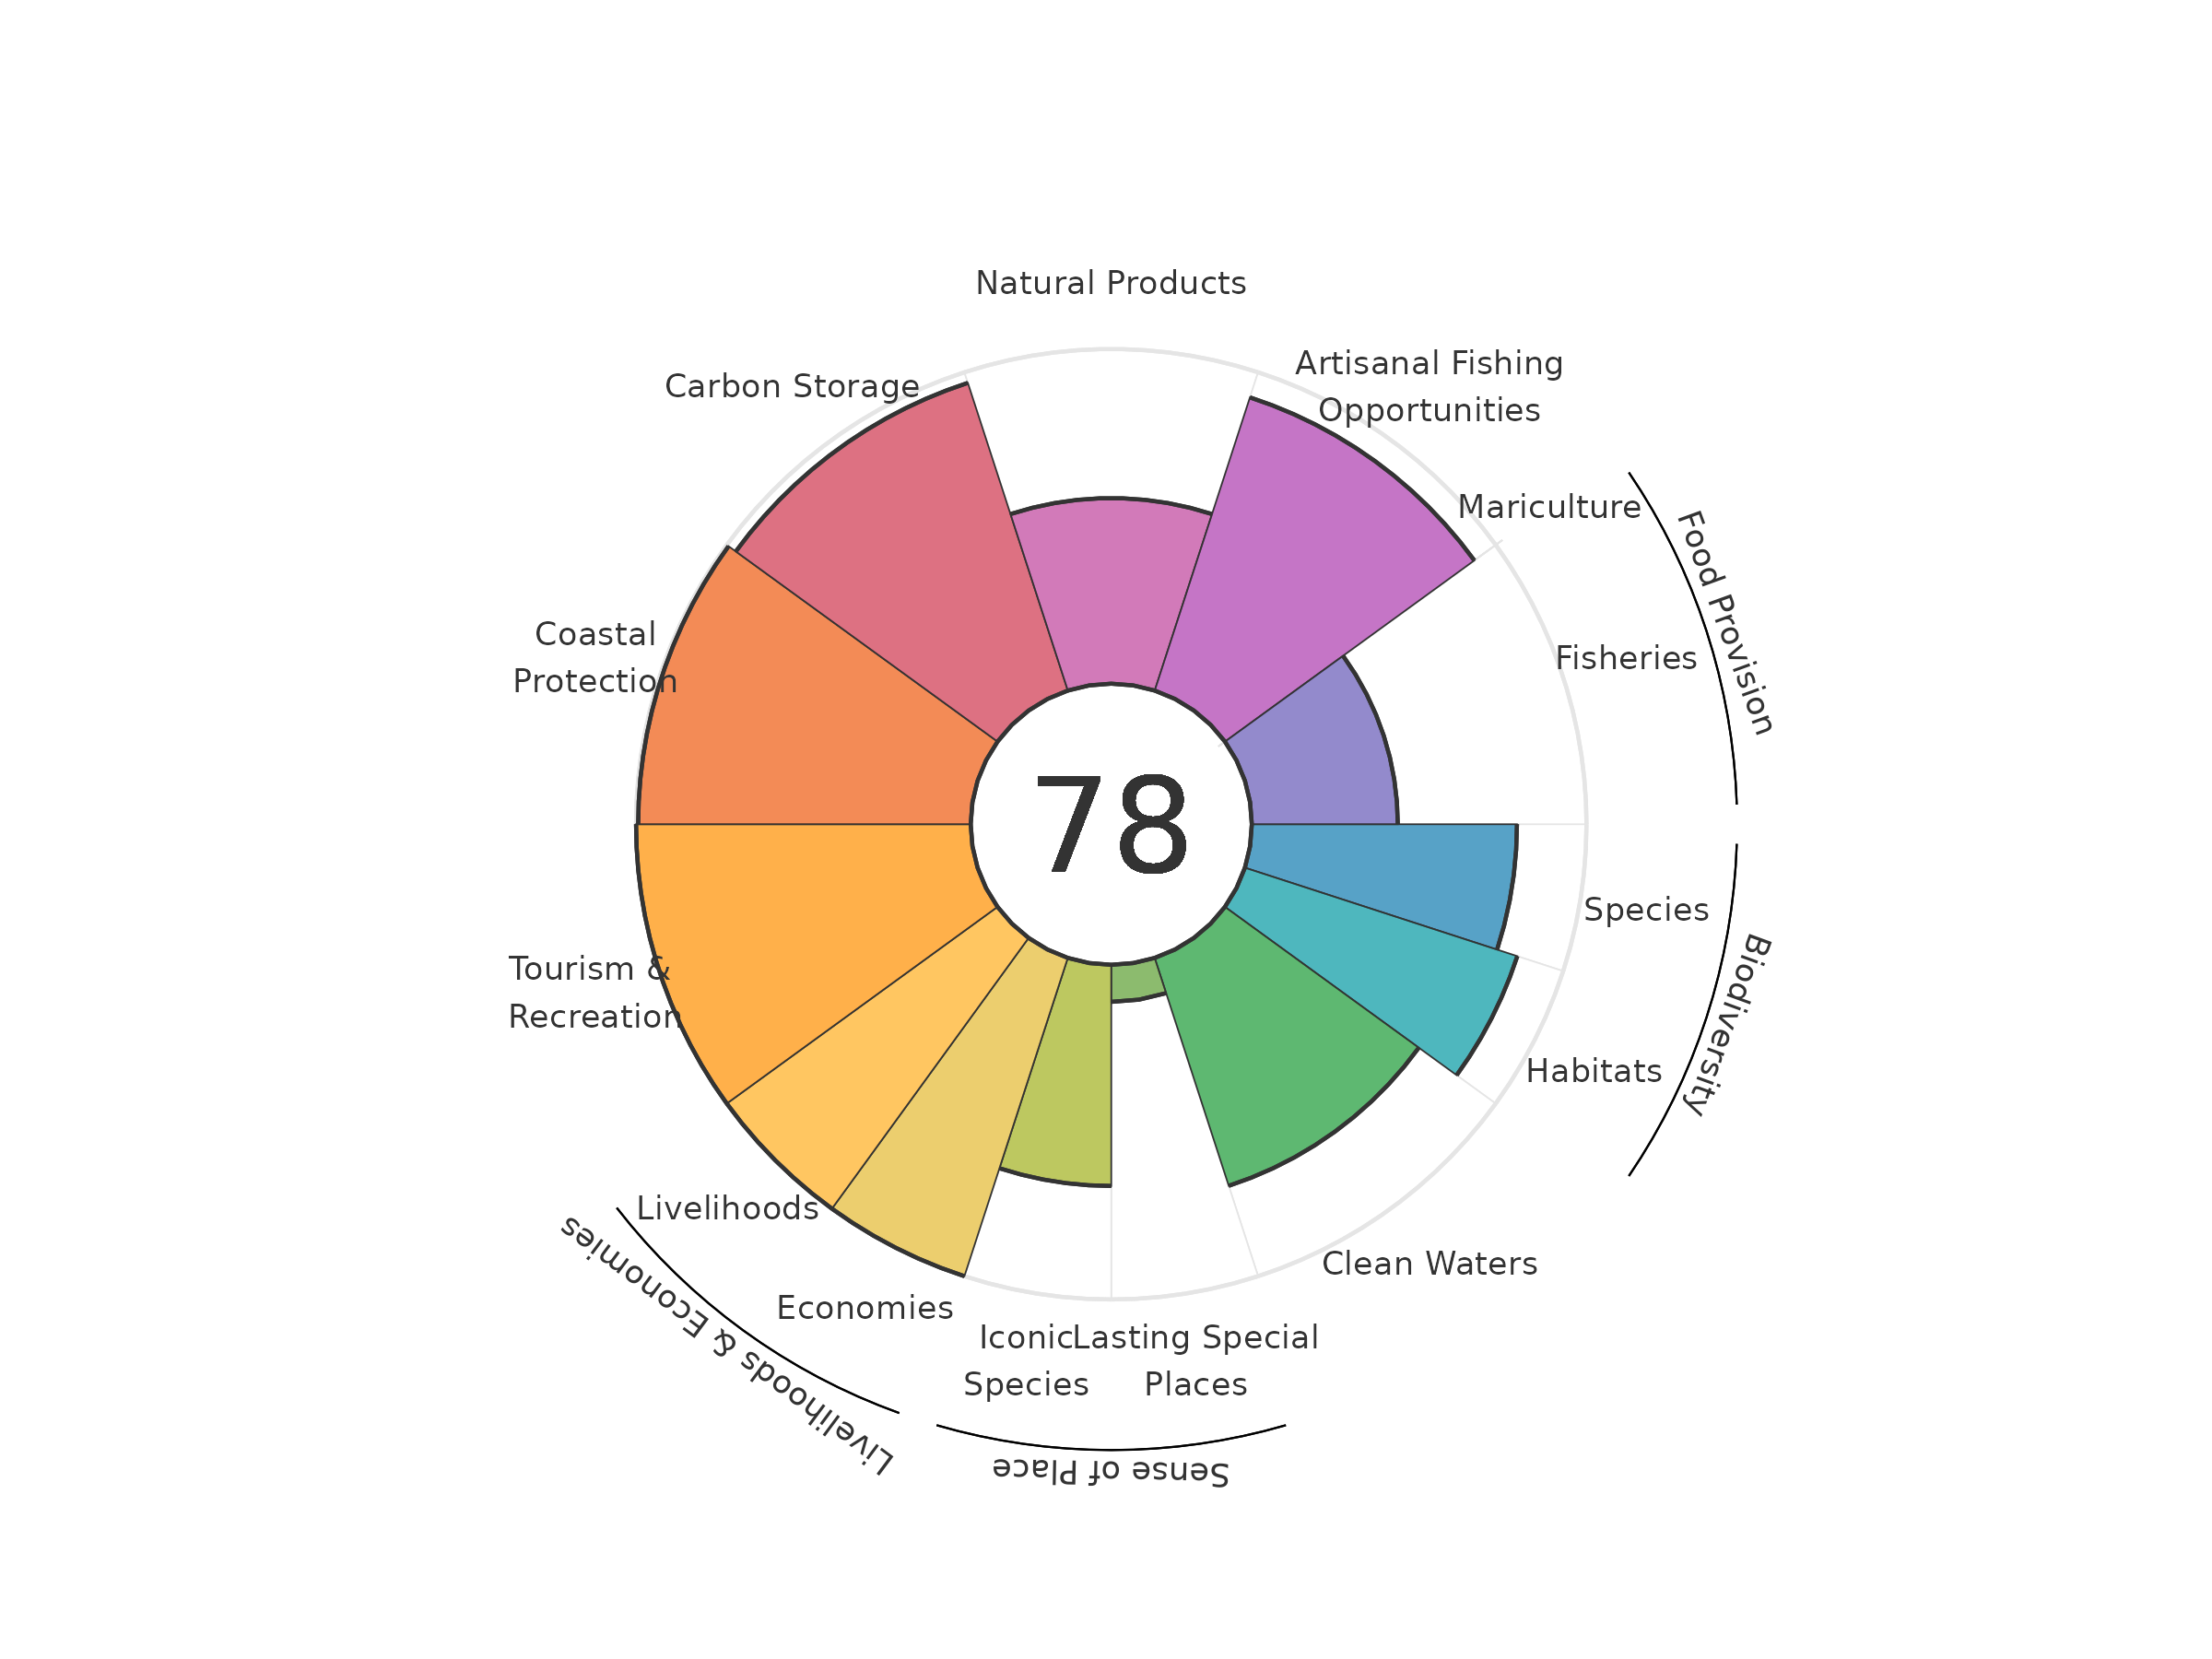 Natural Products
Artisanal Fishing
Opportunities
Carbon Storage
Mariculture
Food Provision
Coastal
Protection
Fisheries
78
Species
Biodiversity
Tourism &
Recreation
Habitats
Livelihoods
Livelihoods & Economies
Clean Waters
Economies
Iconic
Species
Lasting Special
Places
Sense of Place